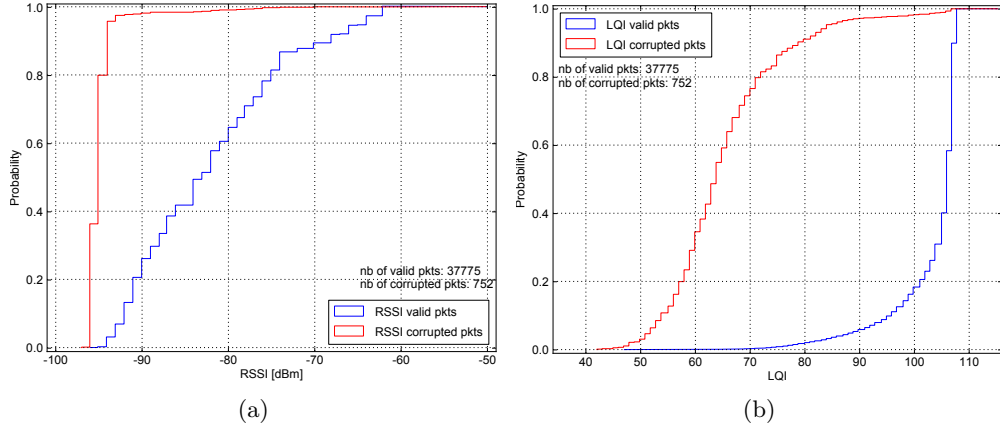 1.0
0.8
0.6
0.4
0.2
0.0
Probability
nb of valid pkts: 37775
nb of corrupted pkts: 752
RSSI valid pkts
RSSI corrupted pkts
-100
-90
-80
-70
-60
-50
RSSI [dBm]
(a)
1.0
0.8
0.6
0.4
0.2
0.0
Probability
LQI valid pkts
LQI corrupted pkts
nb of valid pkts: 37775
nb of corrupted pkts: 752
40
50
60
70
80
90
100
110
LQI
(b)